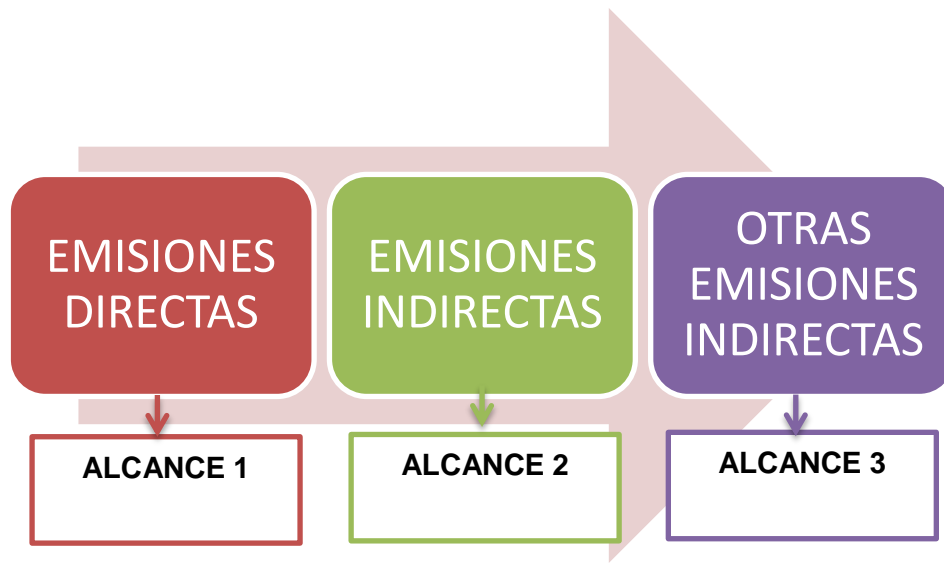 EMISIONES
DIRECTAS
EMISIONES
INDIRECTAS
OTRAS
EMISIONES
INDIRECTAS
ALCANCE 1
ALCANCE 2
ALCANCE 3